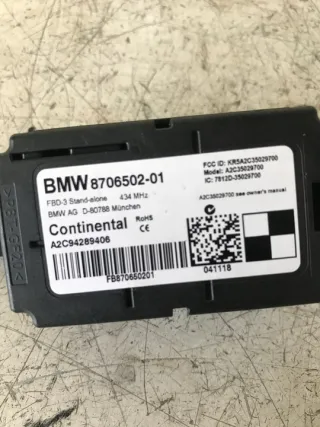 BMW 8706502-01
FBD-3 Stand-alone 434 MHz
BMW AG D-80788 München
Continental RoHS
CE
A2C94289406
FB870650201
FCC ID: KR5A2C35029700
Model: A2C35029700
IC: 7812D-35029700
A2C35029700 see owner's manual
041118